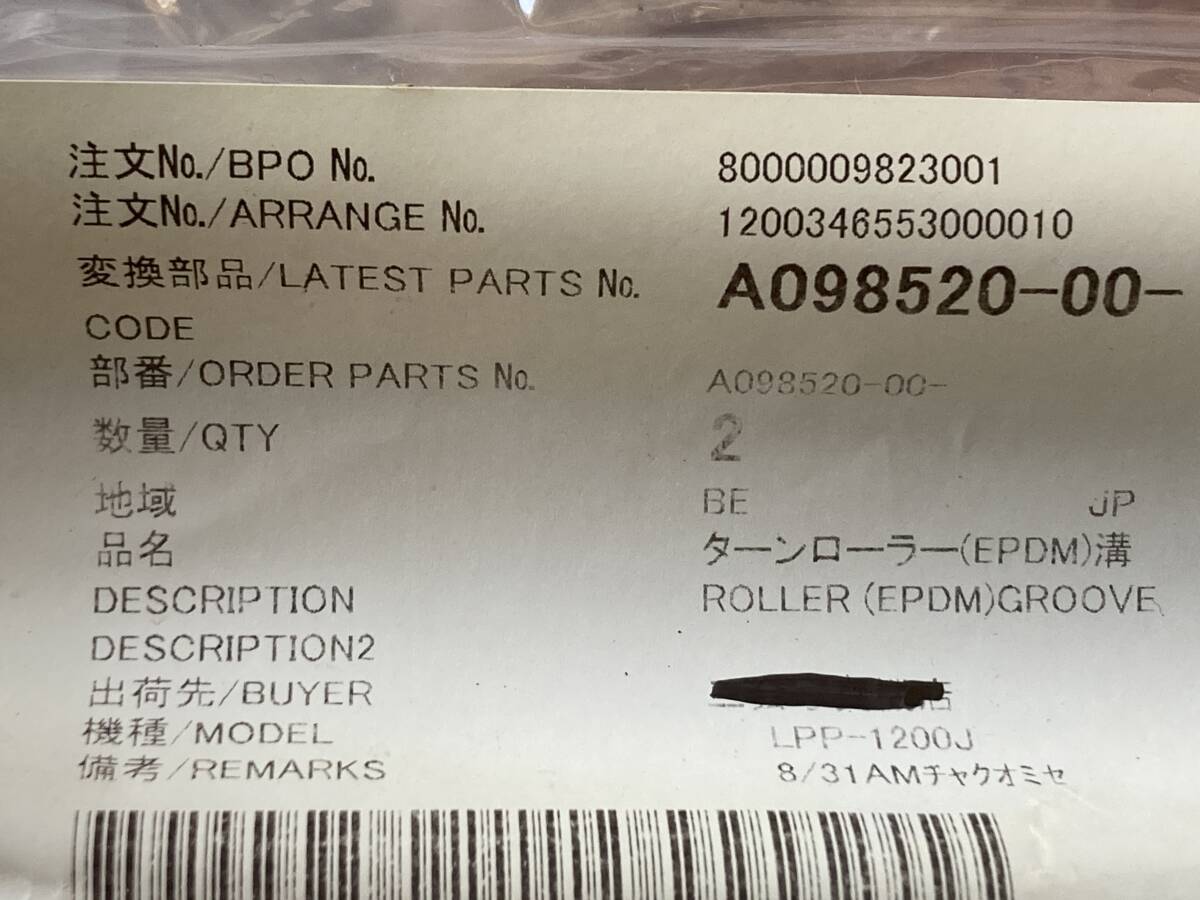 注文No./BPO No. 8000009823001
注文No./ARRANGE No. 1200346553000010
変換部品/LATEST PARTS No. A098520-00-
CODE
部番/ORDER PARTS No. A098520-00-
数量/QTY 2
地域 BE JP
品名 ターンローラー(EPDM)溝
DESCRIPTION ROLLER (EPDM)GROOVE
DESCRIPTION2
出荷先/BUYER 店
機種/MODEL LPP-1200J
備考/REMARKS 8/31AMチャクオミセ